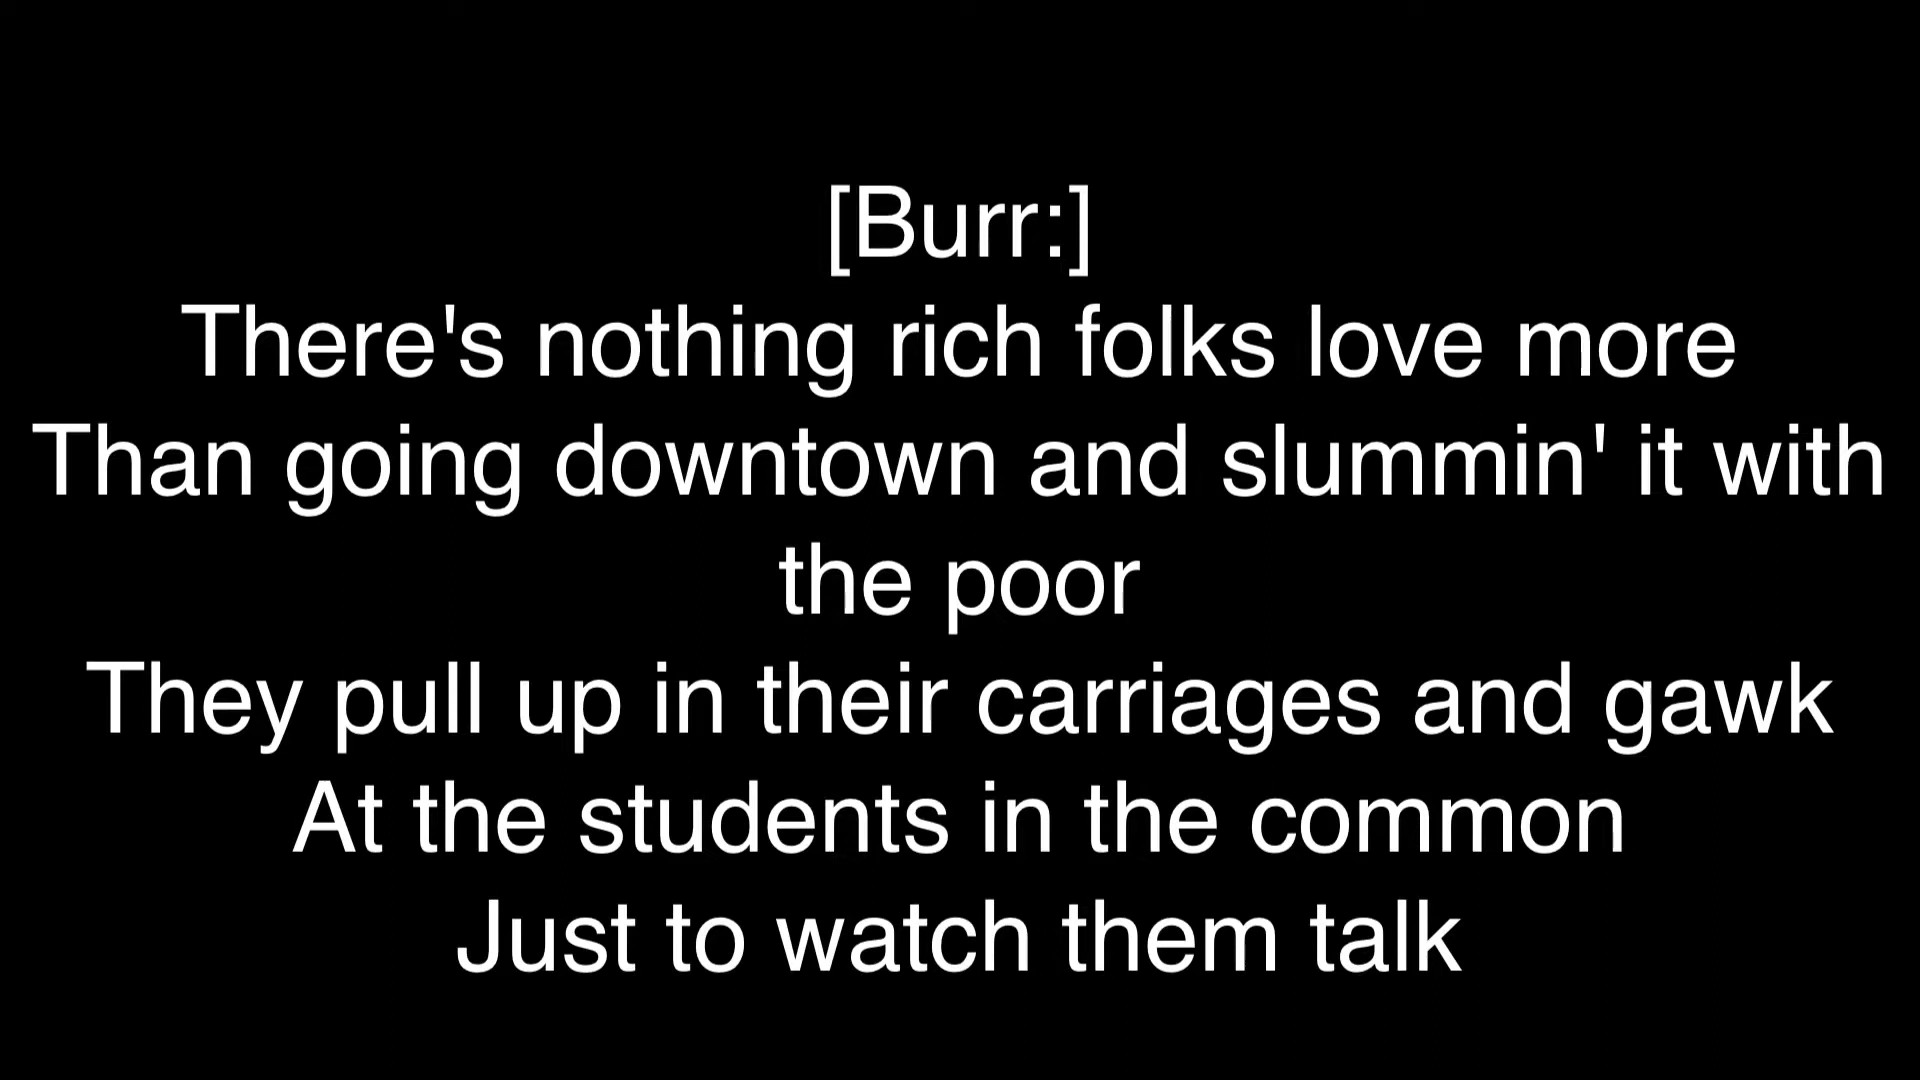 [Burr:]
There's nothing rich folks love more
Than going downtown and slummin' it with
the poor
They pull up in their carriages and gawk
At the students in the common
Just to watch them talk